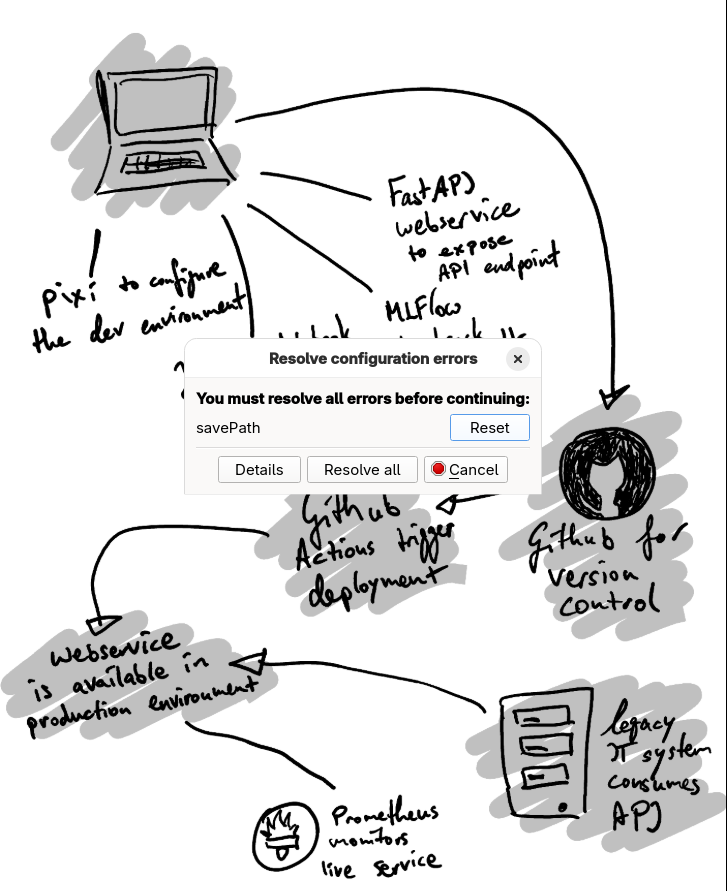 FastAPI
webservice
to expose
API endpoint
pixi to configure
the dev environment
MLFlow
Resolve configuration errors
You must resolve all errors before continuing:
savePath
Reset
Details
Resolve all
Cancel
Github
Actions trigger
deployment
Github for
version
control
Webservice
is available in
production environment
legacy
IT system
consumes
API
Prometheus
monitors
live service